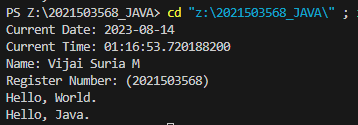 PS Z:\2021503568_JAVA> cd "z:\2021503568_JAVA\" ;
Current Date: 2023-08-14
Current Time: 01:16:53.720188200
Name: Vijai Suria M
Register Number: (2021503568)
Hello, World.
Hello, Java.